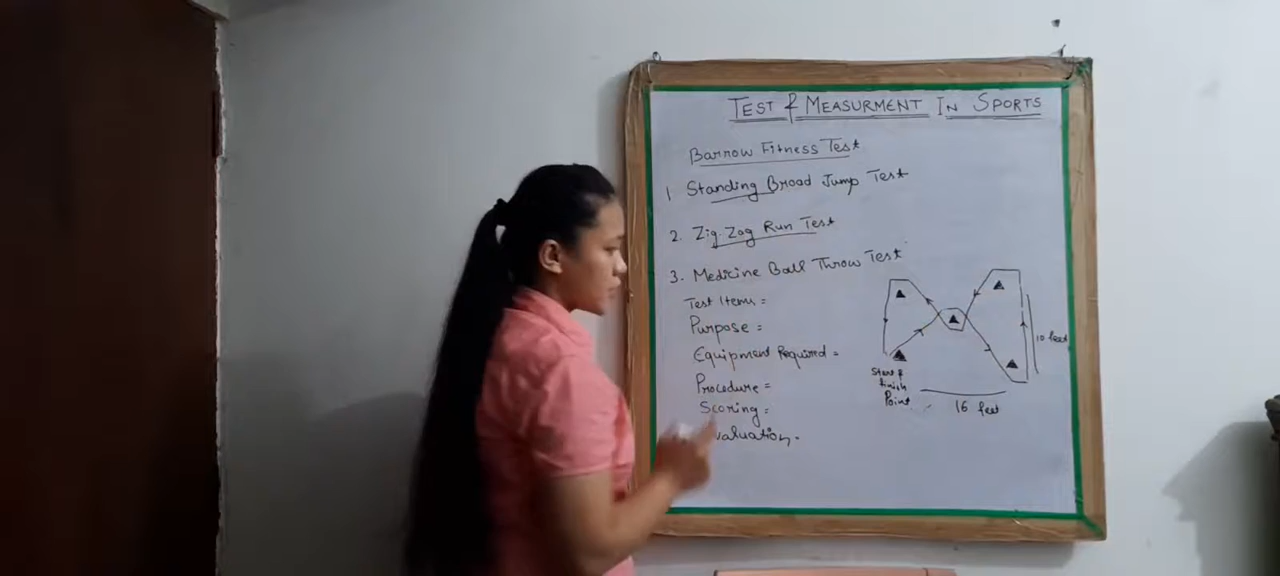 TEST & MEASURMENT IN SPORTS
Barrow Fitness Test
1 Standing Broad Jump Test
2. Zig-Zag Run Test
3. Medicine Ball Throw Test
Test Items =
Purpose =
Equipment Required =
Procedure =
Scoring =
valuation =
10 feet
Start &
finish
Point
16 feet